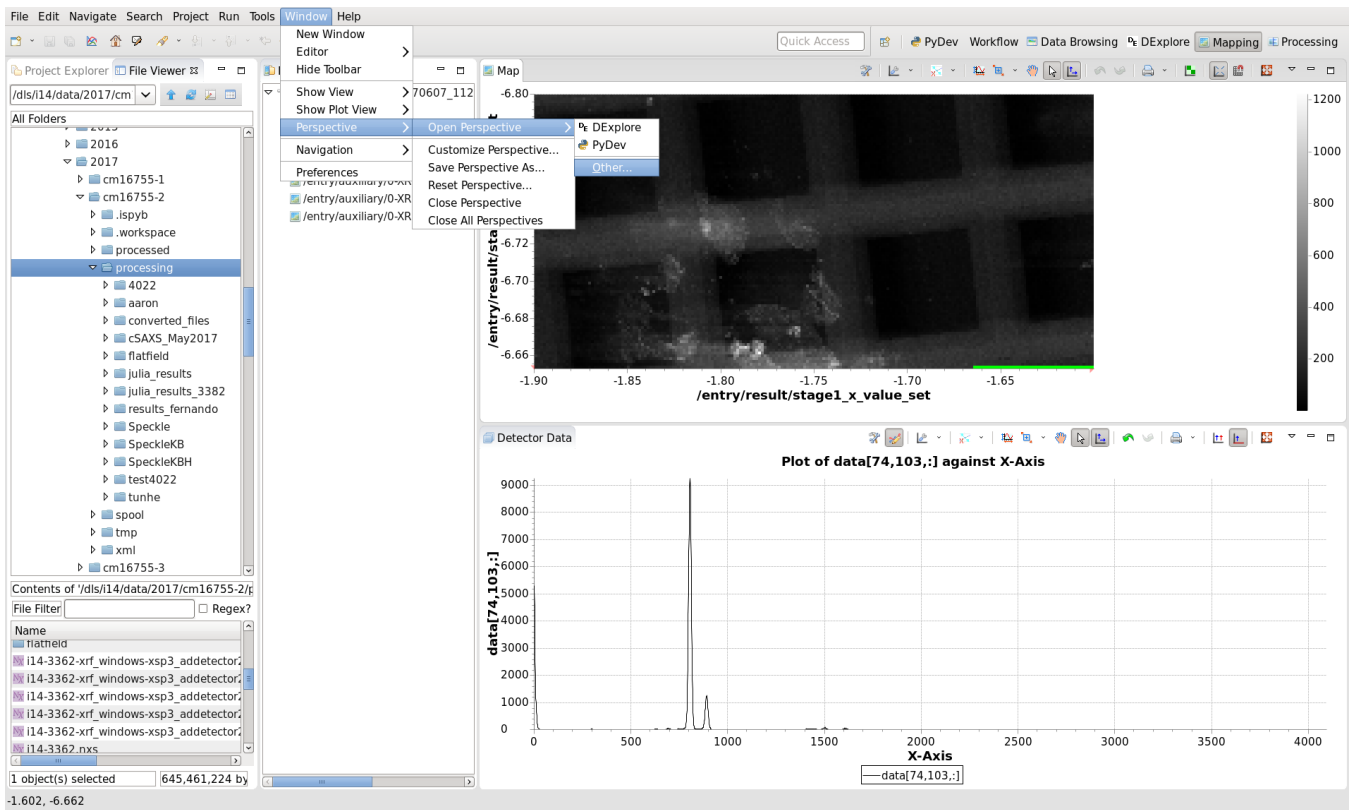 File Edit Navigate Search Project Run Tools Window Help
Quick Access PyDev Workflow Data Browsing DExplore Mapping Processing
New Window
Editor
Hide Toolbar
Show View
Show Plot View
Perspective
Navigation
Preferences
Open Perspective
Customize Perspective...
Save Perspective As...
Reset Perspective...
Close Perspective
Close All Perspectives
DExplore
PyDev
Other...
Project Explorer File Viewer
/dls/i14/data/2017/cm
All Folders
2016
2017
cm16755-1
cm16755-2
.ispyb
.workspace
processed
processing
4022
aaron
converted_files
cSAXS_May2017
flatfield
julia_results
julia_results_3382
results_fernando
Speckle
SpeckleKB
SpeckleKBH
test4022
tunhe
spool
tmp
xml
cm16755-3
Contents of '/dls/i14/data/2017/cm16755-2/p
File Filter Regex?
Name
flatfield
i14-3362-xrf_windows-xsp3_addetector2
i14-3362-xrf_windows-xsp3_addetector2
i14-3362-xrf_windows-xsp3_addetector2
i14-3362-xrf_windows-xsp3_addetector2
i14-3362-xrf_windows-xsp3_addetector2
i14-3362.nxs
1 object(s) selected 645,461,224 by
-1.602, -6.662
70607_112
/entry/auxiliary/0-XR
/entry/auxiliary/0-XR
/entry/auxiliary/0-XR
Map
-6.80
-6.72
-6.70
-6.68
-6.66
/entry/result/sta
-1.90 -1.85 -1.80 -1.75 -1.70 -1.65
/entry/result/stage1_x_value_set
1200
1000
800
600
400
200
Detector Data
Plot of data[74,103,:] against X-Axis
9000
8000
7000
6000
5000
4000
3000
2000
1000
0
data[74,103,:]
0 500 1000 1500 2000 2500 3000 3500 4000
X-Axis
data[74,103,:]